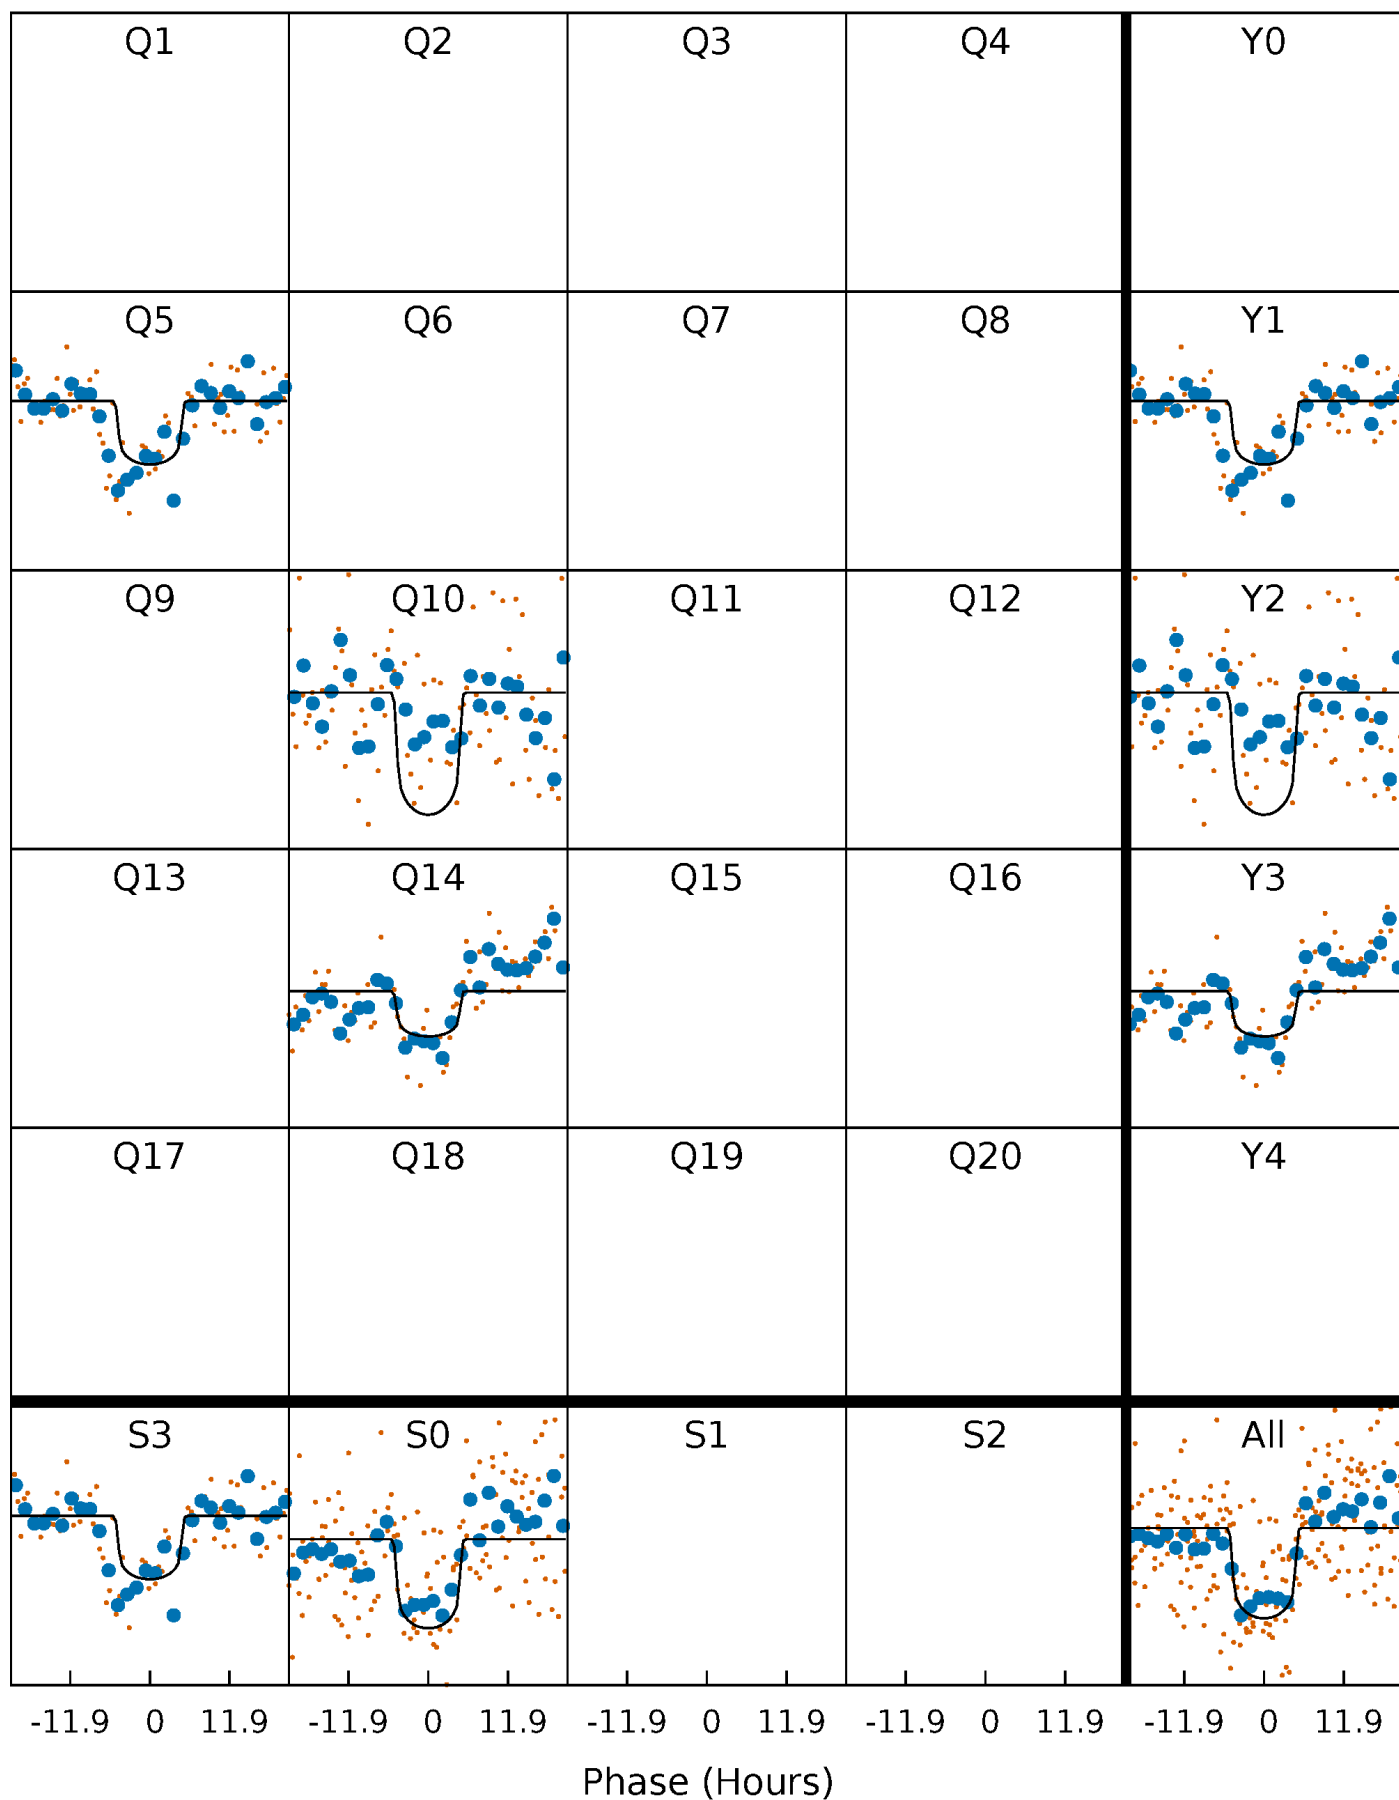 Q1 Q2 Q3 Q4 Y0
Q5 Q6 Q7 Q8 Y1
Q9 Q10 Q11 Q12 Y2
Q13 Q14 Q15 Q16 Y3
Q17 Q18 Q19 Q20 Y4
S3 S0 S1 S2 All
-11.9 0 11.9 -11.9 0 11.9 -11.9 0 11.9 -11.9 0 11.9 -11.9 0 11.9
Phase (Hours)